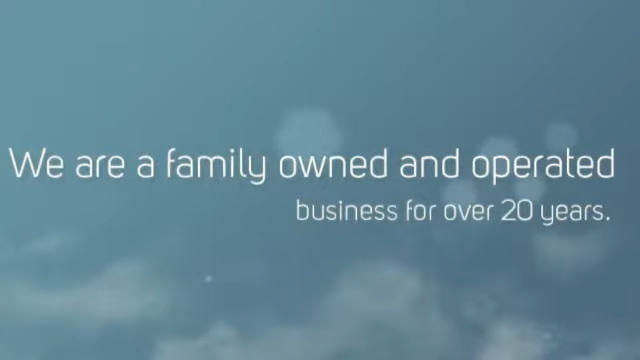 We are a family owned and operated
business for over 20 years.